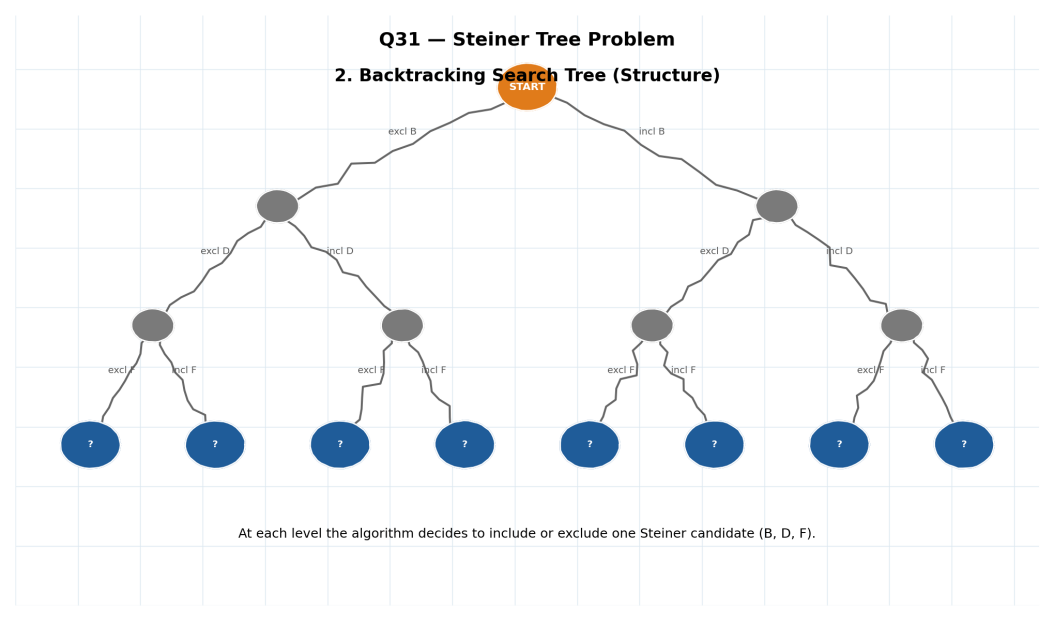 Q31 — Steiner Tree Problem
2. Backtracking Search Tree (Structure)
START
excl B
incl B
excl D
incl D
excl D
incl D
excl F
incl F
excl F
incl F
excl F
incl F
excl F
incl F
?
?
?
?
?
?
?
?
At each level the algorithm decides to include or exclude one Steiner candidate (B, D, F).